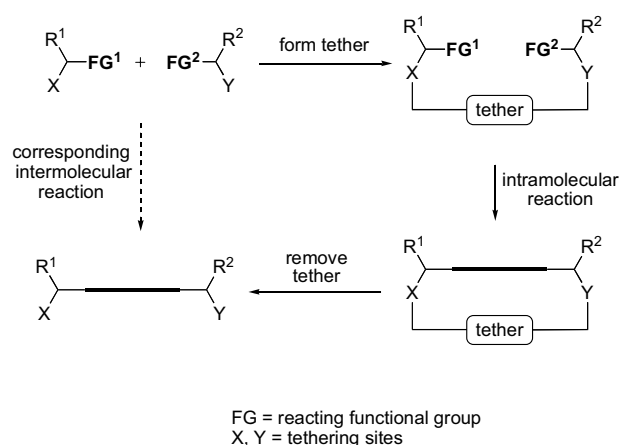 R¹ FG¹ X + FG² R² Y
form tether
R¹ FG¹ X FG² R² Y
tether
corresponding
intermolecular
reaction
intramolecular
reaction
R¹ X R² Y
remove
tether
R¹ X R² Y
tether
FG = reacting functional group
X, Y = tethering sites